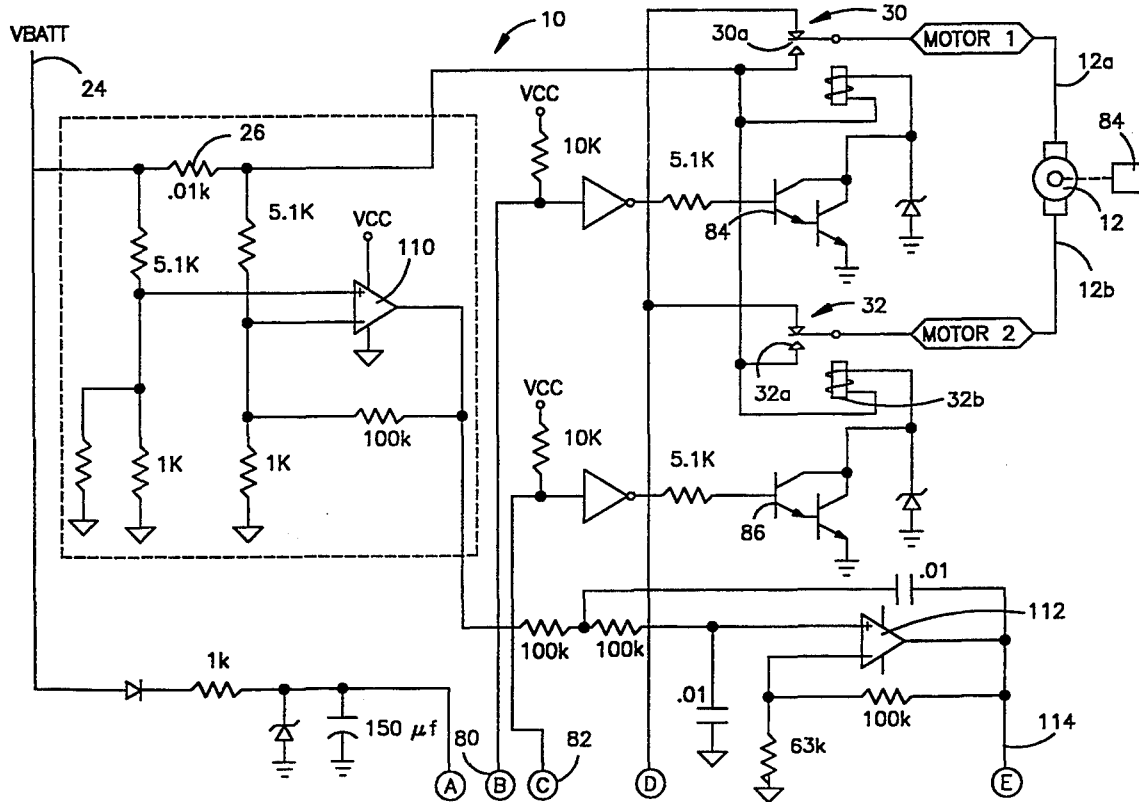 VBATT
24
10
30
30a
MOTOR 1
12a
84
26
.01k
VCC
10K
5.1K
5.1K
VCC
110
5.1K
84
12
12b
32
MOTOR 2
32a
32b
VCC
10K
5.1K
100k
1K
1K
86
.01
112
100k
100k
1k
.01
100k
150 µf
63k
114
80
82
A
B
C
D
E